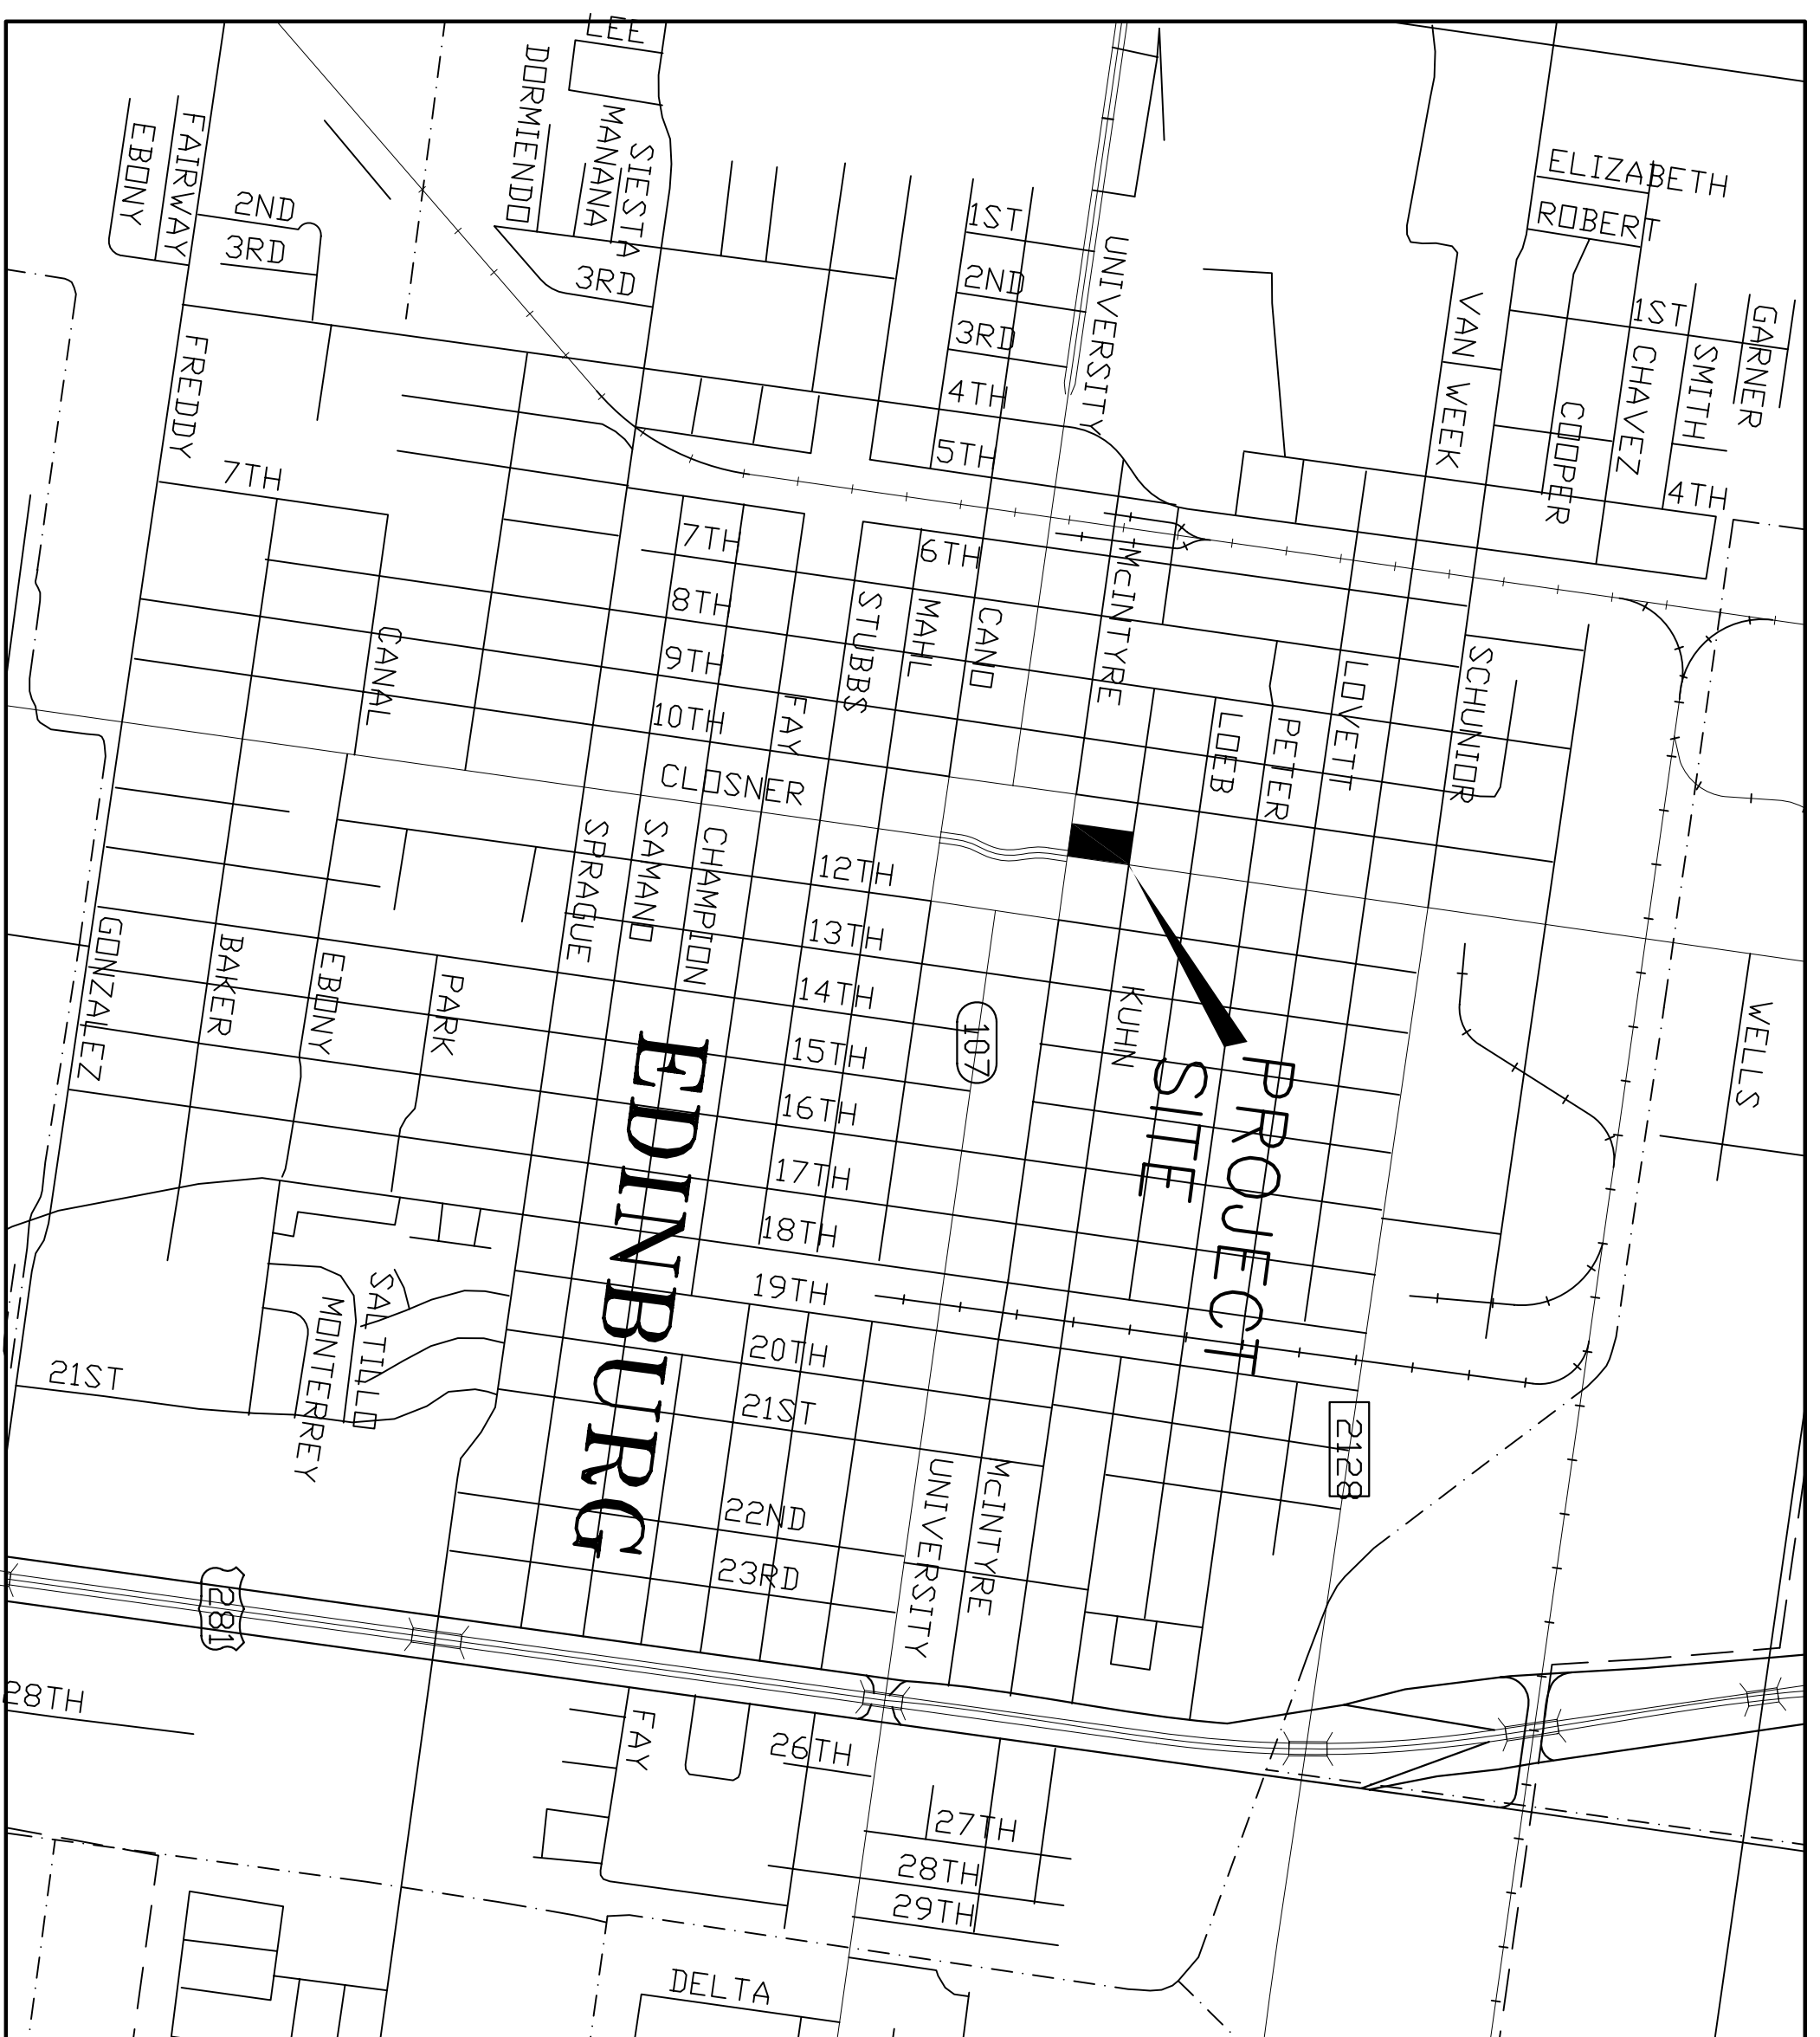 LEE
DORMIENDO
MANANA
SIESTA
FAIRWAY
EBONY
2ND
3RD
3RD
1ST
2ND
3RD
4TH
5TH
UNIVERSITY
ELIZABETH
ROBERT
VAN WEEK
1ST
GARNER
SMITH
CHAVEZ
COOPER
4TH
FREDDY
7TH
7TH
6TH
8TH
9TH
10TH
McINTYRE
STUBBS
MAHL
CANO
CANAL
FAY
LOEB
PETER
LOVETT
SCHUNIOR
CLOSNER
SPRAGUE
SAMANO
CHAMPION
12TH
13TH
14TH
15TH
16TH
17TH
18TH
19TH
20TH
21ST
22ND
23RD
107
KUHN
WELLS
GONZALEZ
BAKER
EBONY
PARK
EDINBURG
PROJECT
SITE
SALTILLO
MONTERREY
21ST
2128
UNIVERSITY
McINTYRE
281
28TH
FAY
26TH
27TH
28TH
29TH
DELTA